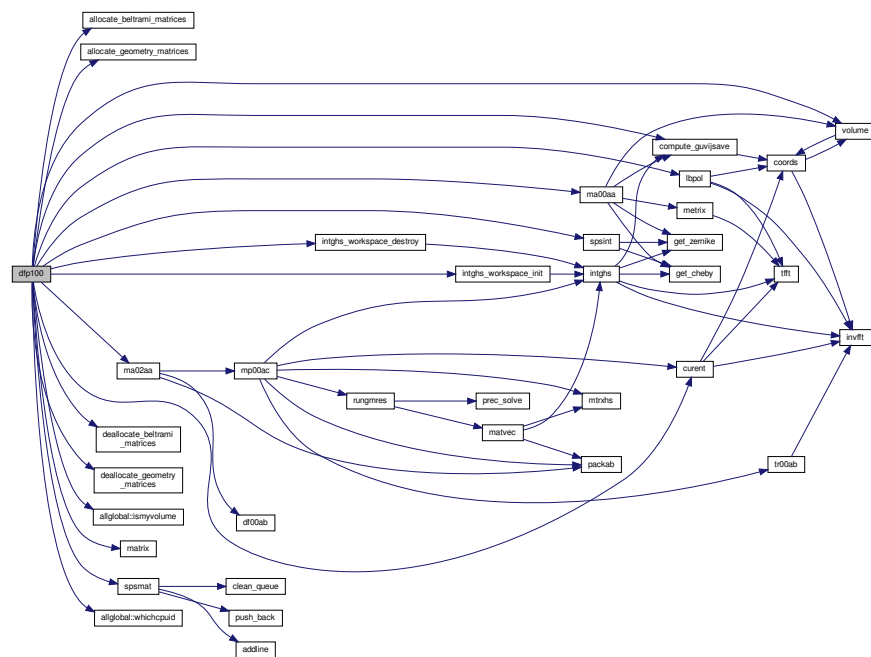 allocate_beltrami_matrices
allocate_geometry_matrices
volume
compute_guvijsave
coords
lbpol
ma00aa
metrix
spsint
get_zernike
intghs_workspace_destroy
dfp100
intghs_workspace_init
intghs
get_cheby
tfft
invfft
ma02aa
mp00ac
curent
rungmres
prec_solve
mtrxhs
matvec
deallocate_beltrami
_matrices
packab
tr00ab
deallocate_geometry
_matrices
allglobal::ismyvolume
df00ab
matrix
spsmat
clean_queue
allglobal::whichcpuid
push_back
addline